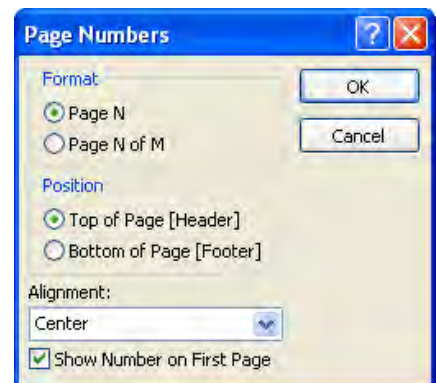 Page Numbers
Format
OK
Page N
Page N of M
Cancel
Position
Top of Page [Header]
Bottom of Page [Footer]
Alignment:
Center
Show Number on First Page